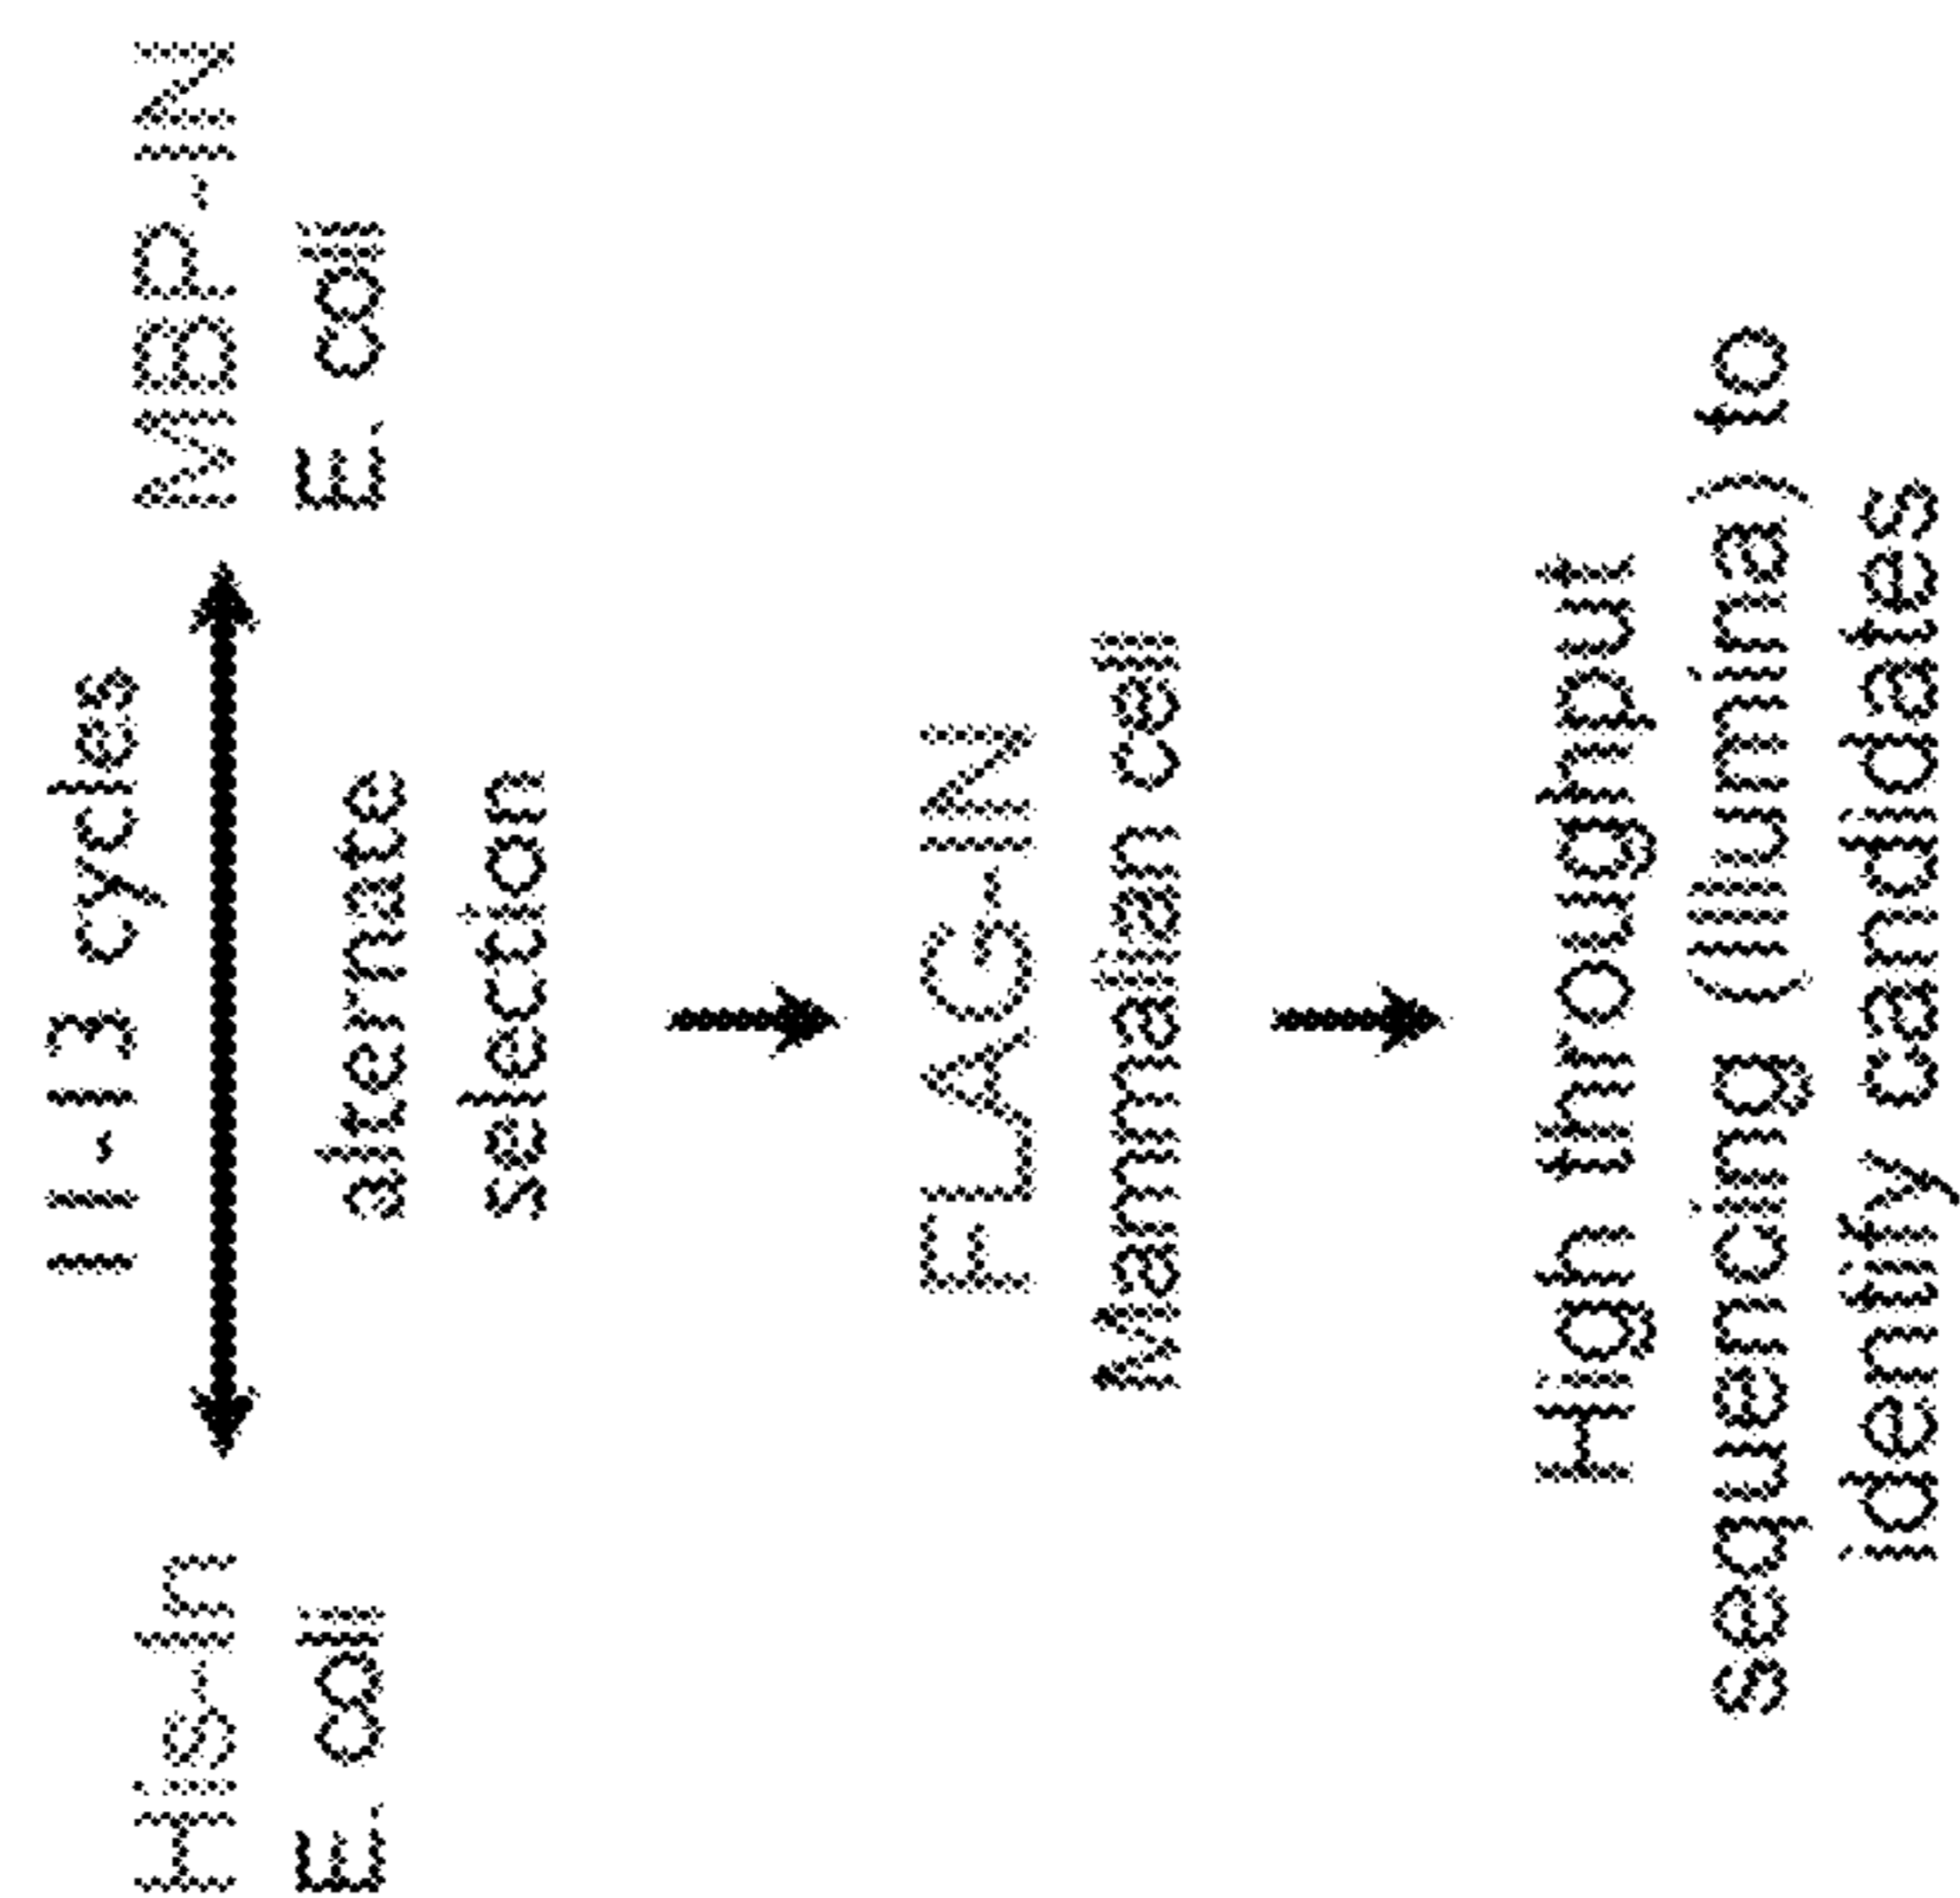 11-13 cycles
His-In
MBP-IN
E. coli
E. coli
alternate
selection
FLAG-IN
Mammalian cell
High throughput
sequencing (Illumina) to
identify candidates